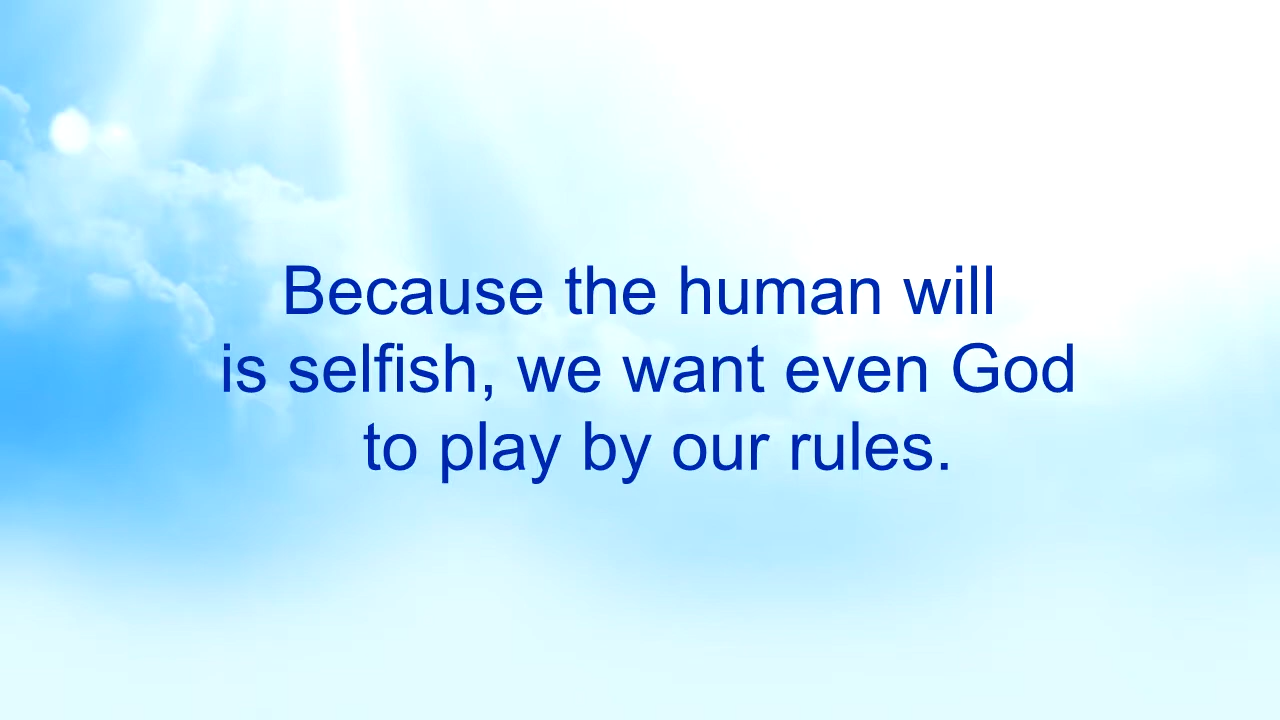 Because the human will
is selfish, we want even God
to play by our rules.